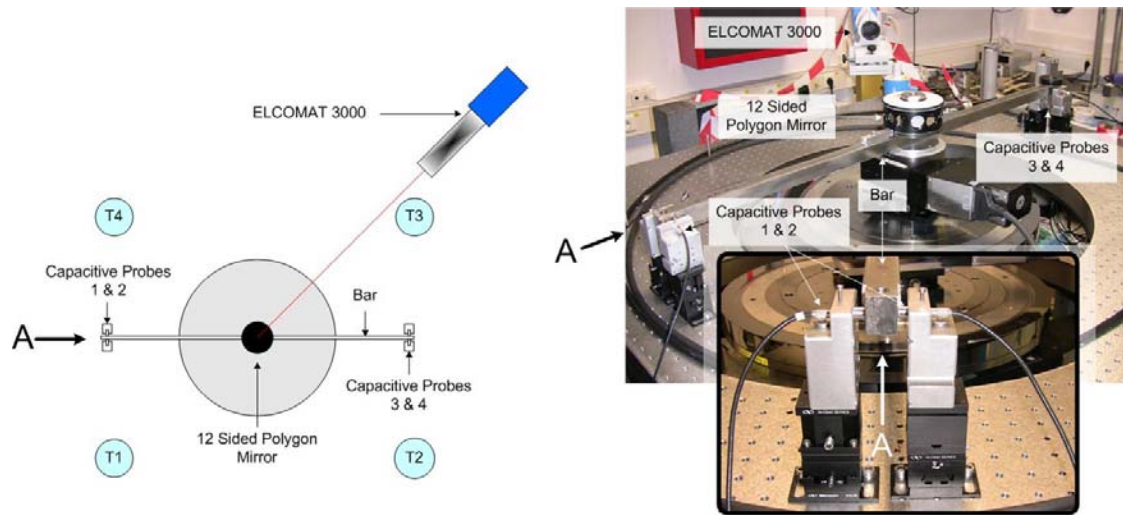 ELCOMAT 3000
T4
T3
Capacitive Probes
1 & 2
Bar
A
Capacitive Probes
3 & 4
12 Sided Polygon
Mirror
T1
T2
ELCOMAT 3000
12 Sided
Polygon Mirror
Capacitive Probes
3 & 4
Bar
Capacitive Probes
1 & 2
A
A